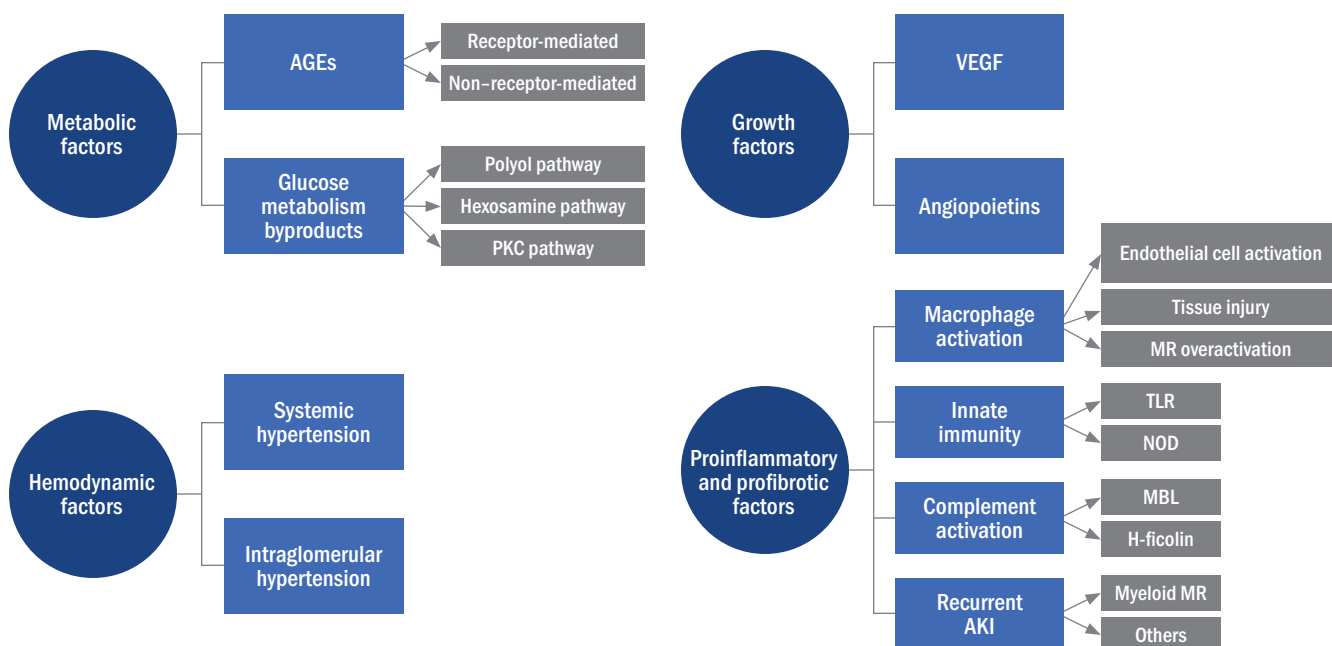 Metabolic
factors
AGEs
Receptor-mediated
Non–receptor-mediated
Glucose
metabolism
byproducts
Polyol pathway
Hexosamine pathway
PKC pathway
Hemodynamic
factors
Systemic
hypertension
Intraglomerular
hypertension
Growth
factors
VEGF
Angiopoietins
Proinflammatory
and profibrotic
factors
Macrophage
activation
Endothelial cell activation
Tissue injury
MR overactivation
Innate
immunity
TLR
NOD
Complement
activation
MBL
H-ficolin
Recurrent
AKI
Myeloid MR
Others